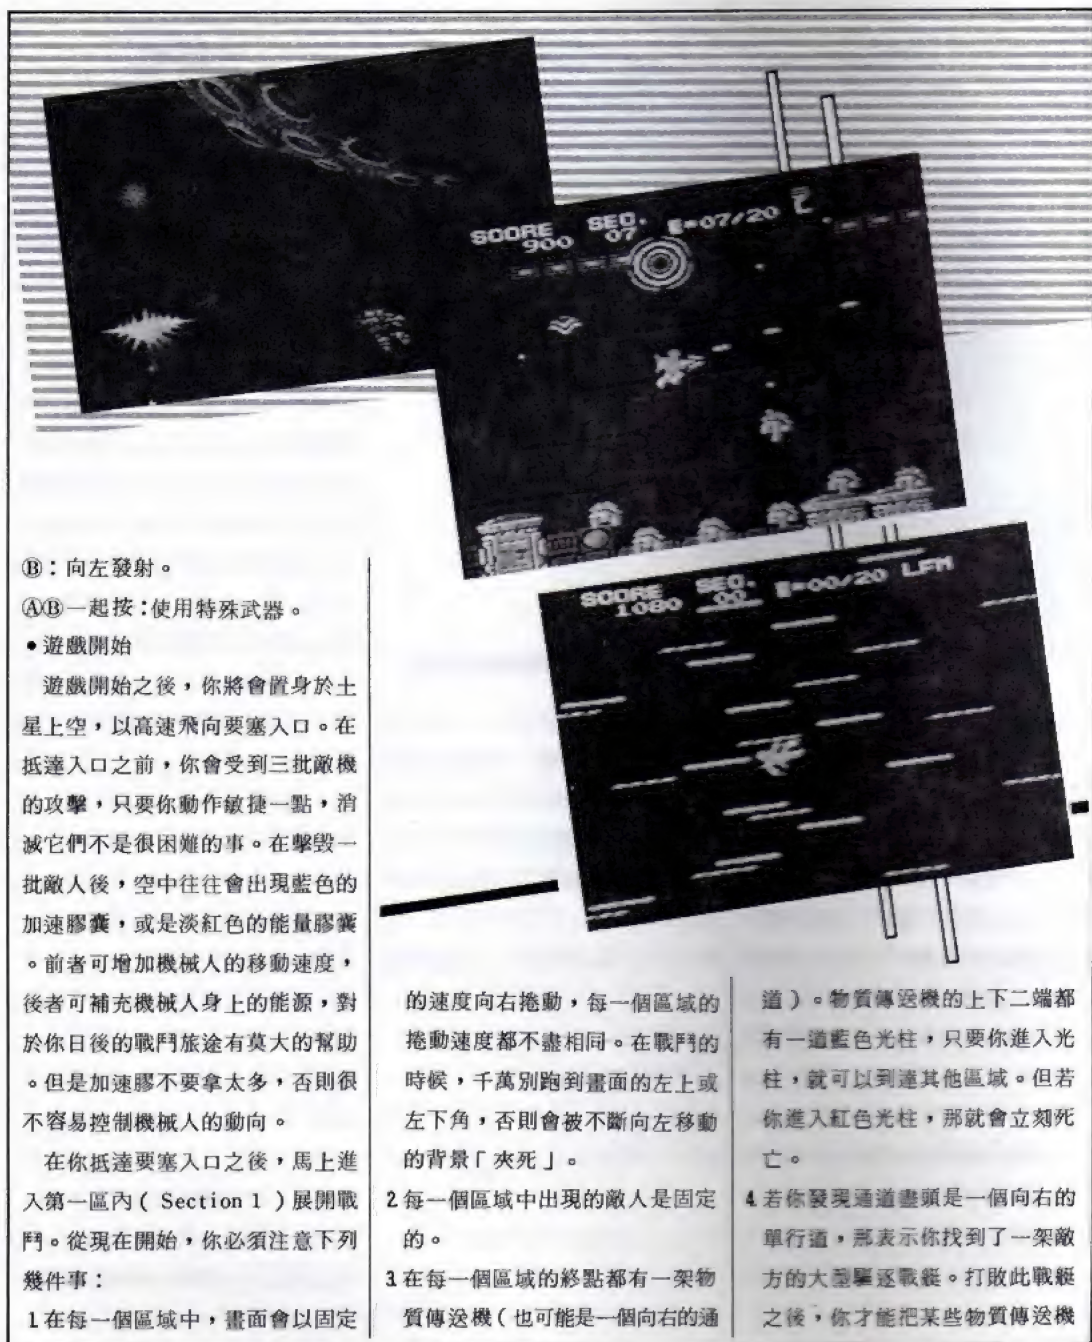 SCORE SEC. E=07/20
900 07
SCORE SEC. E=00/20 LFM
1080 00
Ⓑ：向左發射。
ⒶⒷ一起按：使用特殊武器。
•遊戲開始
遊戲開始之後，你將會置身於土
星上空，以高速飛向要塞入口。在
抵達入口之前，你會受到三批敵機
的攻擊，只要你動作敏捷一點，消
滅它們不是很困難的事。在擊毀一
批敵人後，空中往往會出現藍色的
加速膠囊，或是淡紅色的能量膠囊
。前者可增加機械人的移動速度，
後者可補充機械人身上的能源，對
於你日後的戰鬥旅途有莫大的幫助
。但是加速膠不要拿太多，否則很
不容易控制機械人的動向。
在你抵達要塞入口之後，馬上進
入第一區內（Section 1）展開戰
鬥。從現在開始，你必須注意下列
幾件事：
1在每一個區域中，畫面會以固定
的速度向右捲動，每一個區域的
捲動速度都不盡相同。在戰鬥的
時候，千萬別跑到畫面的左上或
左下角，否則會被不斷向左移動
的背景「夾死」。
2每一個區域中出現的敵人是固定
的。
3在每一個區域的終點都有一架物
質傳送機（也可能是一個向右的通
道）。物質傳送機的上下二端都
有一道藍色光柱，只要你進入光
柱，就可以到達其他區域。但若
你進入紅色光柱，那就會立刻死
亡。
4若你發現通道盡頭是一個向右的
單行道，那表示你找到了一架敵
方的大型驅逐戰艇。打敗此戰艇
之後，你才能把某些物質傳送機